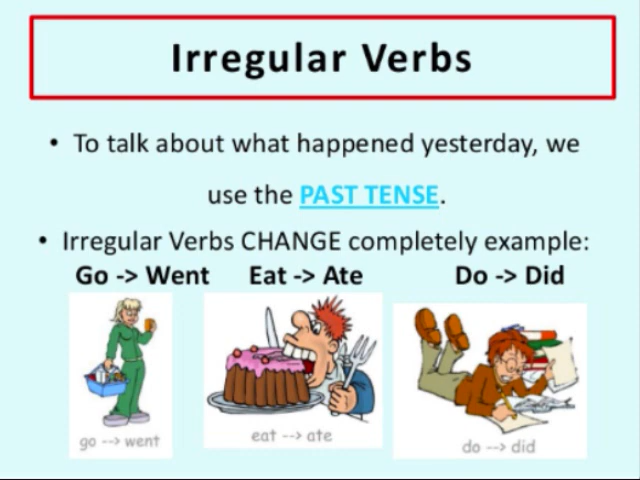 Irregular Verbs
• To talk about what happened yesterday, we
use the PAST TENSE.
• Irregular Verbs CHANGE completely example:
Go -> Went Eat -> Ate Do -> Did
go --> went eat --> ate do --> did